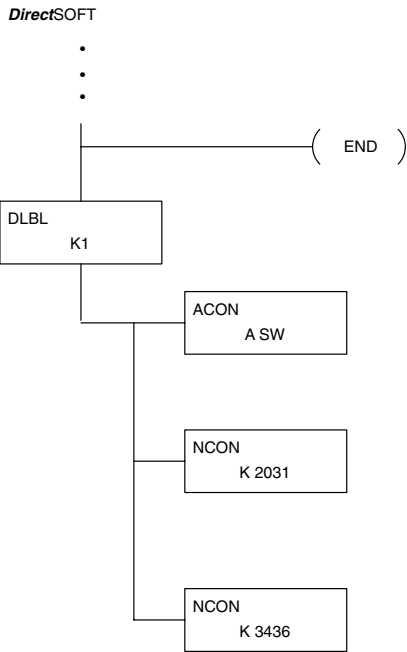 DirectSOFT
( END )
DLBL
K1
ACON
A SW
NCON
K 2031
NCON
K 3436